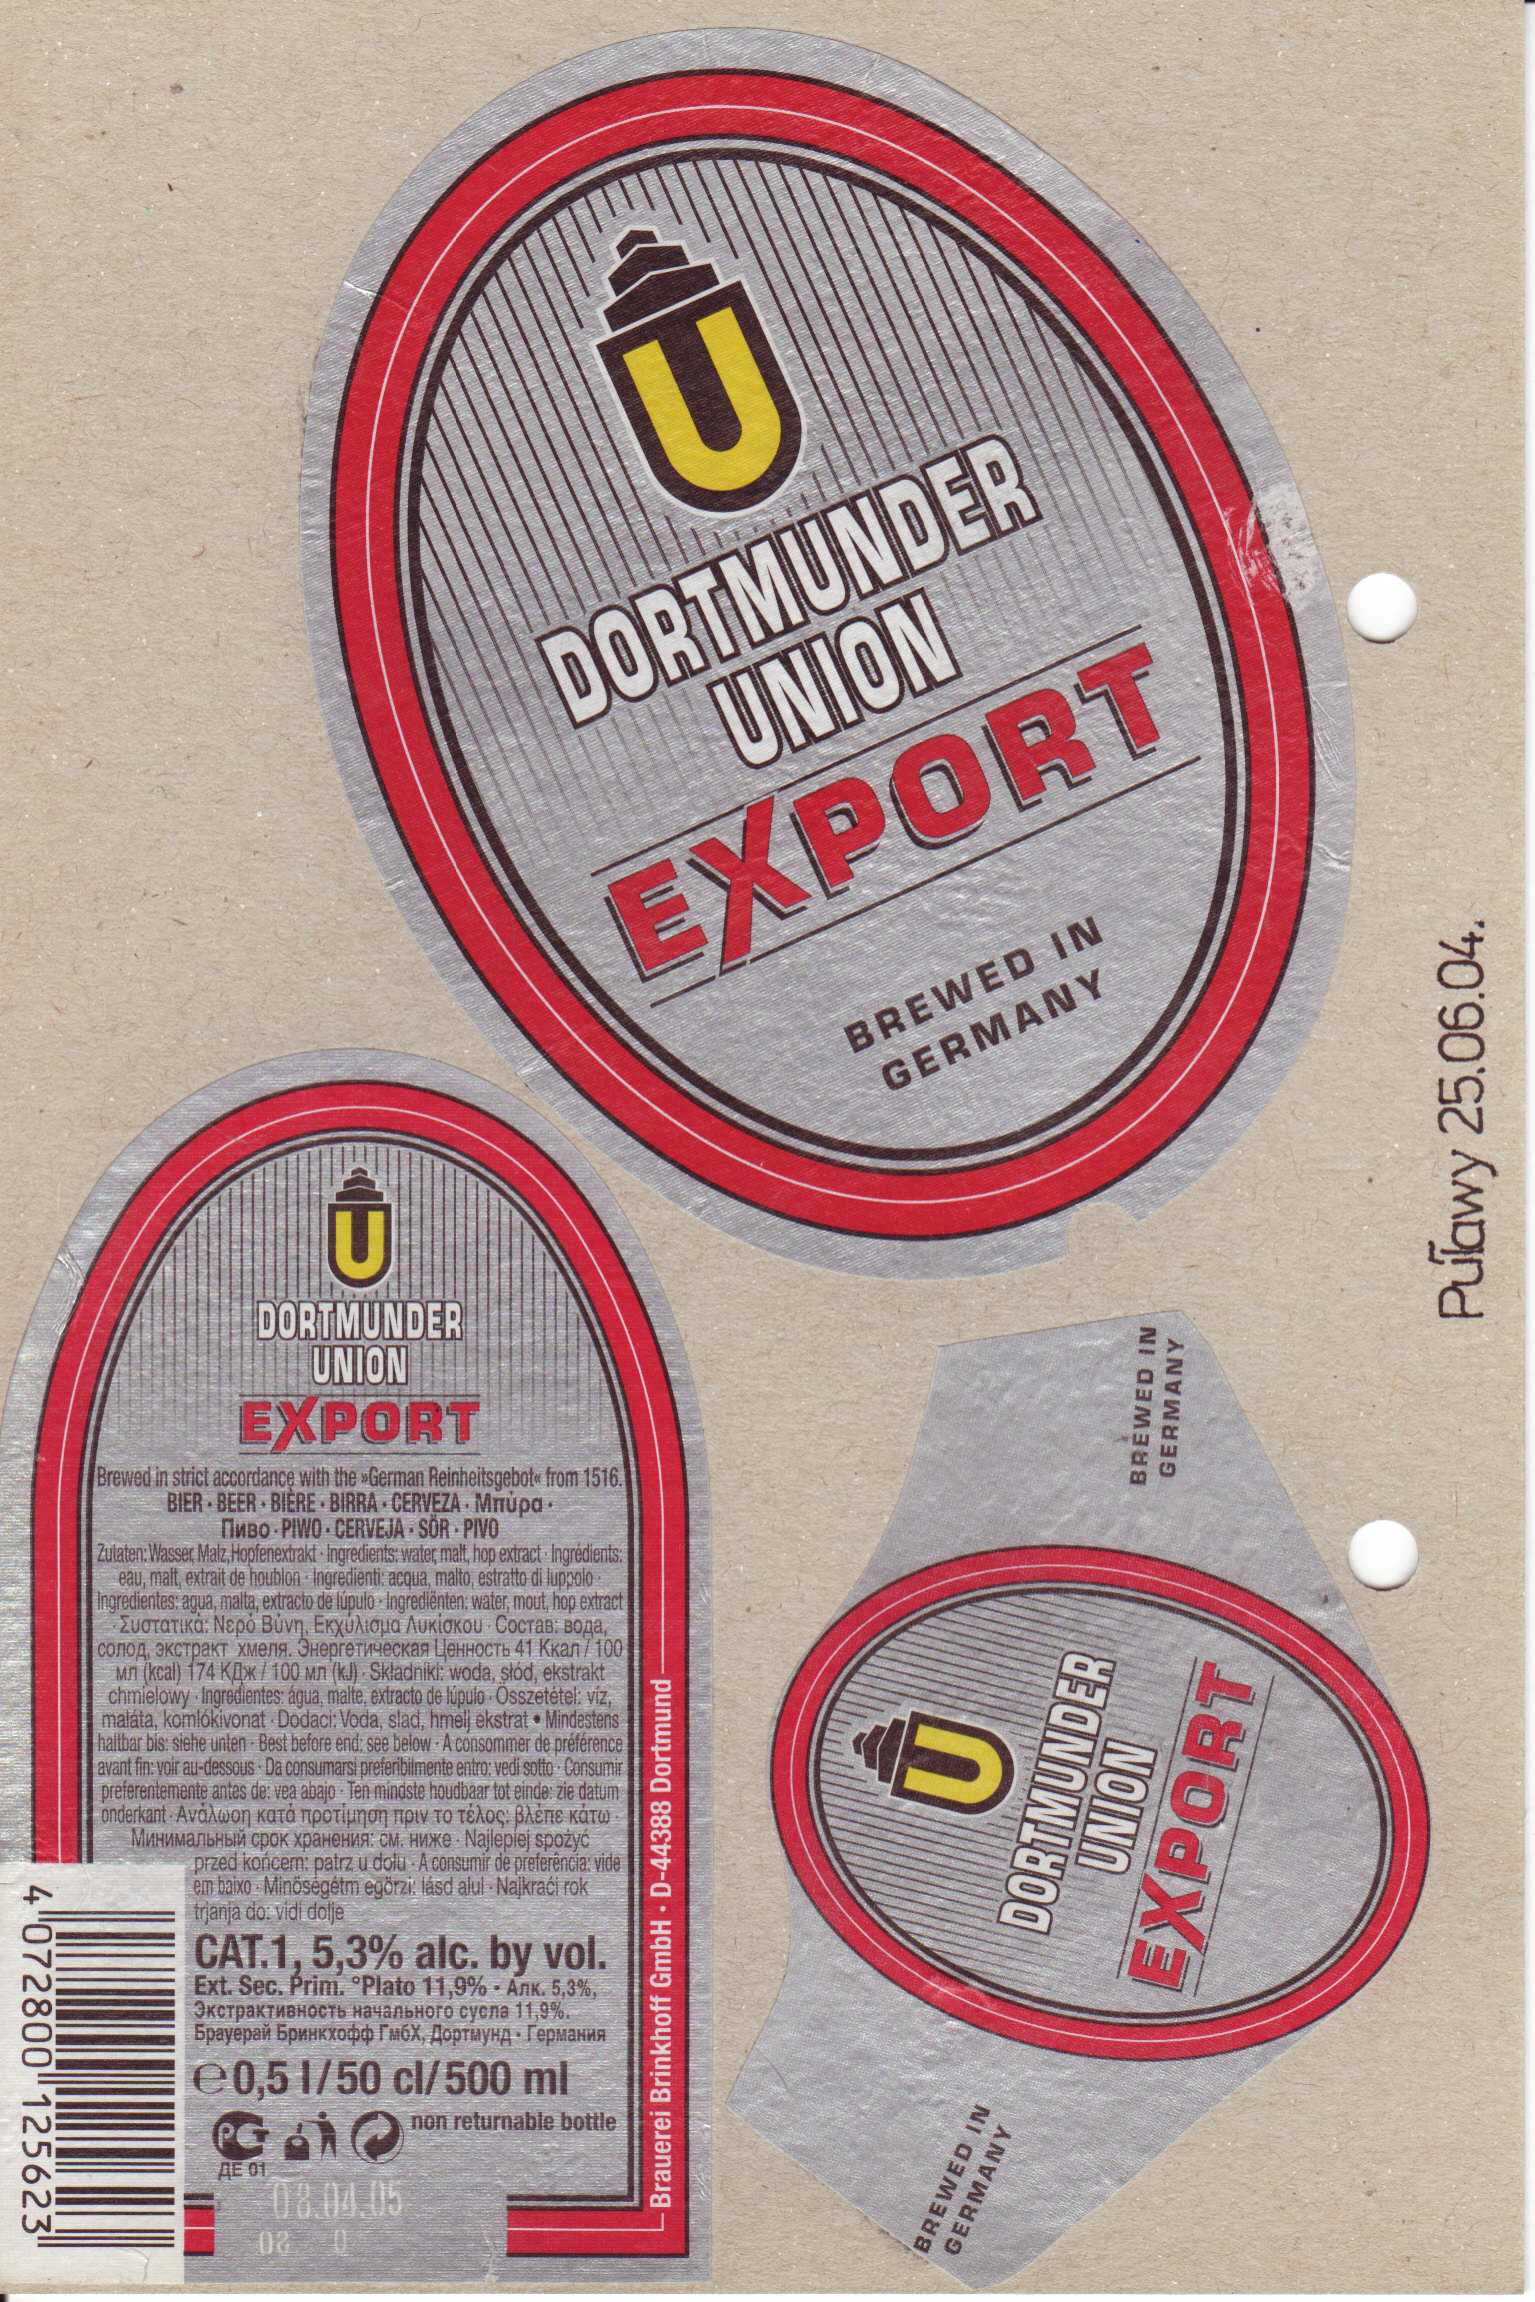 U
DORTMUNDER
UNION
EXPORT
BREWED IN
GERMANY
Puławy 25.06.04.
U
DORTMUNDER
UNION
EXPORT
Brewed in strict accordance with the »German Reinheitsgebot« from 1516.
BIER · BEER · BIÈRE · BIRRA · CERVEZA · Μπύρα ·
Пиво · PIWO · CERVEJA · SÖR · PIVO
Zutaten: Wasser, Malz, Hopfenextrakt · Ingredients: water, malt, hop extract · Ingrédients:
eau, malt, extrait de houblon · Ingredienti: acqua, malto, estratto di luppolo ·
Ingredientes: agua, malta, extracto de lúpulo · Ingrediënten: water, mout, hop extract
· Συστατικά: Νερό Βύνη, Εκχύλισμα Λυκίσκου · Состав: вода,
солод, экстракт хмеля. Энергетическая Ценность 41 Ккал / 100
мл (kcal) 174 КДж / 100 мл (kJ) · Składniki: woda, słód, ekstrakt
chmielowy · Ingredientes: água, malte, extracto de lúpulo · Összetétel: víz,
maláta, komlókivonat · Dodaci: Voda, slad, hmelj ekstrat • Mindestens
haltbar bis: siehe unten · Best before end: see below · A consommer de préférence
avant fin: voir au-dessous · Da consumarsi preferibilmente entro: vedi sotto · Consumir
preferentemente antes de: vea abajo · Ten mindste houdbaar tot einde: zie datum
onderkant · Ανάλωση κατά προτίμηση πριν το τέλος: βλέπε κάτω ·
Минимальный срок хранения: см. ниже · Najlepiej spożyć
przed końcem: patrz u dołu · A consumir de preferência: vide
em baixo · Minöségétm egörzi: lásd alul · Najkraći rok
trjanja do: vidi dolje
CAT.1, 5,3% alc. by vol.
Ext. Sec. Prim. °Plato 11,9% · Алк. 5,3%,
Экстрактивность начального сусла 11,9%.
Брауерай Бринкхофф ГмбХ, Дортмунд · Германия
℮ 0,5 l/50 cl/500 ml
non returnable bottle
ДЕ 01
08.04.05
08 0
4 072800 125623
Brauerei Brinkhoff GmbH · D-44388 Dortmund
BREWED IN
GERMANY
U
DORTMUNDER
UNION
EXPORT
BREWED IN
GERMANY